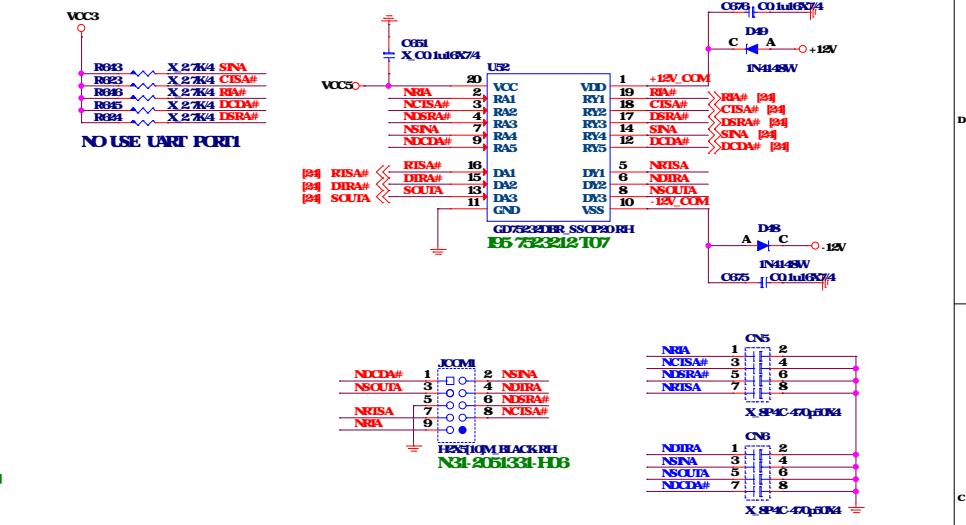 VCC3
R643 X_2.7K/4 SINA
R623 X_2.7K/4 CTSA#
R646 X_2.7K/4 RIA#
R645 X_2.7K/4 DCDA#
R624 X_2.7K/4 DSRA#
NO USE UART PORT1
C651
X_C0.1u16X7/4
VCC5
U52
20 VCC VDD 1 +12V_COM
NRIA 2 RA1 RY1 19 RIA# RIA# [24]
NCTSA# 3 RA2 RY2 18 CTSA# CTSA# [24]
NDSRA# 4 RA3 RY3 17 DSRA# DSRA# [24]
NSINA 7 RA4 RY4 14 SINA SINA [24]
NDCDA# 9 RA5 RY5 12 DCDA# DCDA# [24]
[24] RTSA# RTSA# 16 DA1 DY1 5 NRTSA
[24] DTRA# DTRA# 15 DA2 DY2 6 NDTRA
[24] SOUTA SOUTA 13 DA3 DY3 8 NSOUTA
11 GND VSS 10 -12V_COM
GD75232DBR_SSOP20-RH
I95-7523212-T07
C676 C0.1u16X7/4
D49
C A +12V
1N4148W
D48
A C -12V
1N4148W
C675 C0.1u16X7/4
JCOM1
NDCDA# 1 2 NSINA
NSOUTA 3 4 NDTRA
5 6 NDSRA#
NRTSA 7 8 NCTSA#
NRIA 9
H2X5[10]M_BLACK-RH
N31-2051331-H06
CN5
NRIA 1 2
NCTSA# 3 4
NDSRA# 5 6
NRTSA 7 8
X_8P4C-470p50X4
CN6
NDTRA 1 2
NSINA 3 4
NSOUTA 5 6
NDCDA# 7 8
X_8P4C-470p50X4
D
C